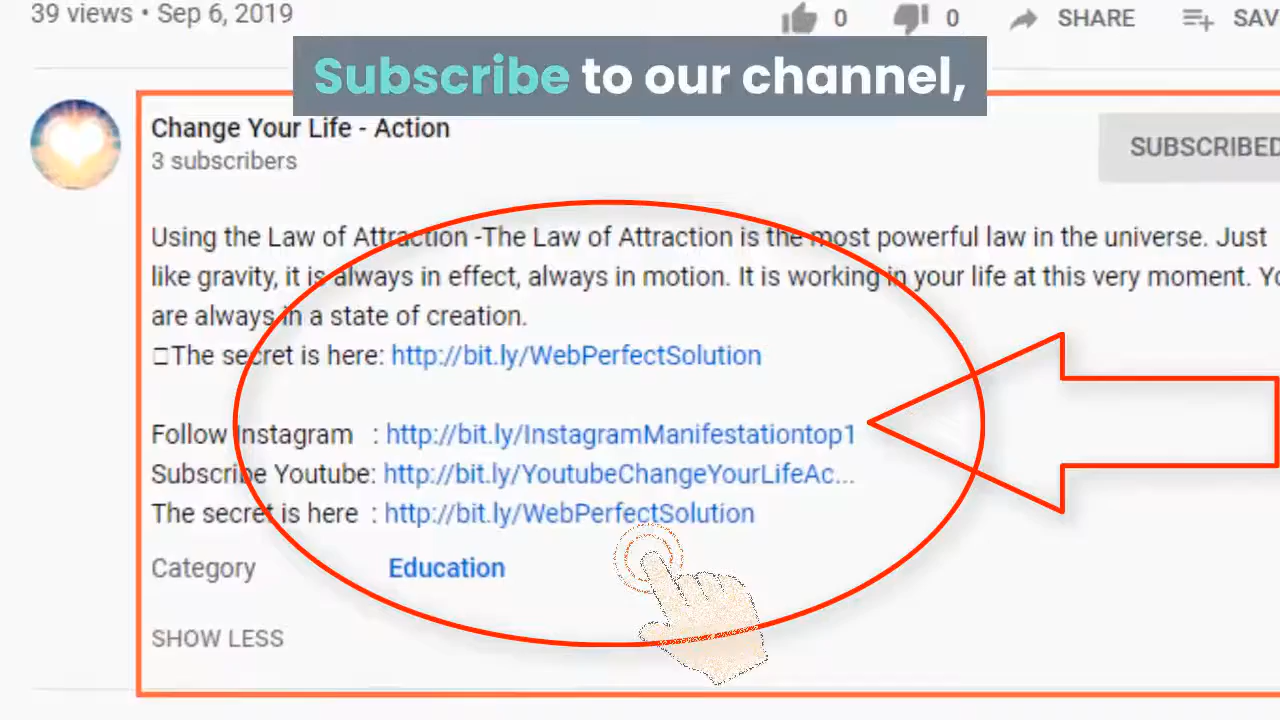 39 views • Sep 6, 2019
0
0
SHARE
SAV
Subscribe to our channel,
Change Your Life - Action
3 subscribers
SUBSCRIBED
Using the Law of Attraction -The Law of Attraction is the most powerful law in the universe. Just
like gravity, it is always in effect, always in motion. It is working in your life at this very moment. Yo
are always in a state of creation.
The secret is here: http://bit.ly/WebPerfectSolution
Follow Instagram : http://bit.ly/InstagramManifestationtop1
Subscribe Youtube: http://bit.ly/YoutubeChangeYourLifeAc...
The secret is here : http://bit.ly/WebPerfectSolution
Category Education
SHOW LESS